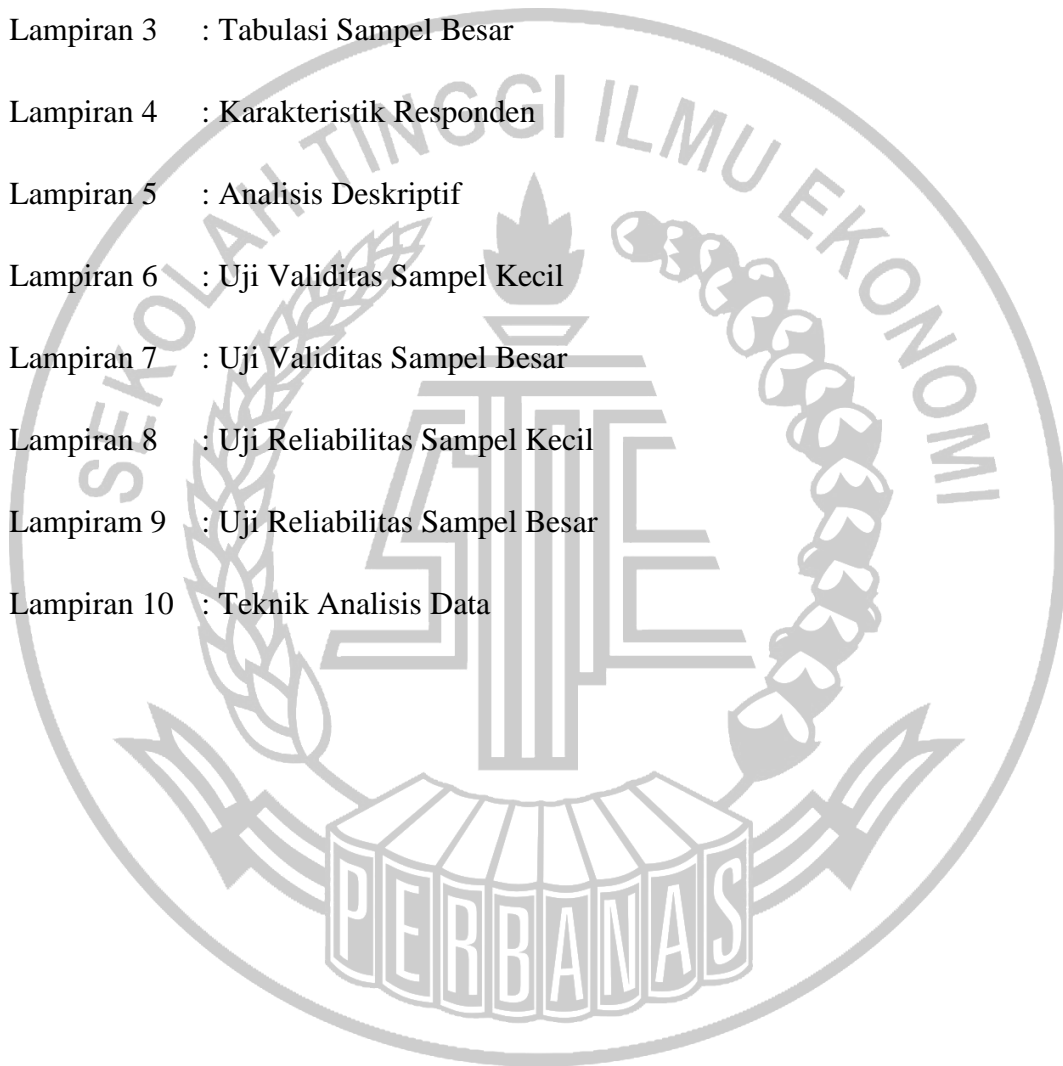 Lampiran 3 : Tabulasi Sampel Besar
Lampiran 4 : Karakteristik Responden
Lampiran 5 : Analisis Deskriptif
Lampiran 6 : Uji Validitas Sampel Kecil
Lampiran 7 : Uji Validitas Sampel Besar
Lampiran 8 : Uji Reliabilitas Sampel Kecil
Lampiram 9 : Uji Reliabilitas Sampel Besar
Lampiran 10 : Teknik Analisis Data
SEKOLAH TINGGI ILMU EKONOMI
STIE
PERBANAS